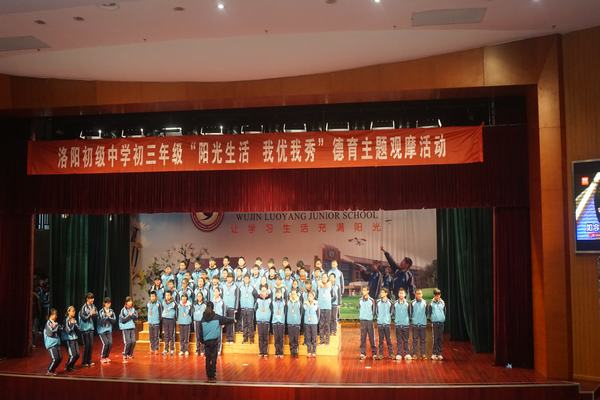 洛阳初级中学初三年级“阳光生活 我优我秀”德育主题观摩活动
WUJIN LUOYANG JUNIOR SCHOOL
让学习生活充满阳光